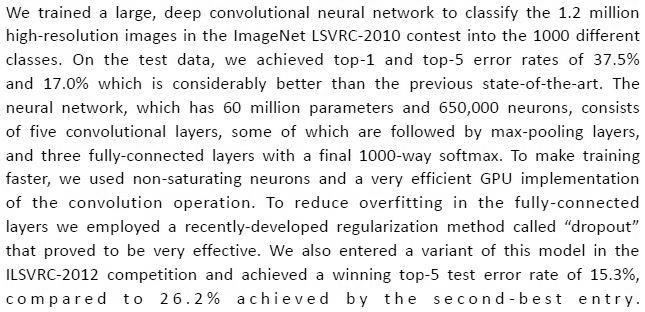 We trained a large, deep convolutional neural network to classify the 1.2 million
high-resolution images in the ImageNet LSVRC-2010 contest into the 1000 different
classes. On the test data, we achieved top-1 and top-5 error rates of 37.5%
and 17.0% which is considerably better than the previous state-of-the-art. The
neural network, which has 60 million parameters and 650,000 neurons, consists
of five convolutional layers, some of which are followed by max-pooling layers,
and three fully-connected layers with a final 1000-way softmax. To make training
faster, we used non-saturating neurons and a very efficient GPU implementation
of the convolution operation. To reduce overfitting in the fully-connected
layers we employed a recently-developed regularization method called “dropout”
that proved to be very effective. We also entered a variant of this model in the
ILSVRC-2012 competition and achieved a winning top-5 test error rate of 15.3%,
compared to 26.2% achieved by the second-best entry.